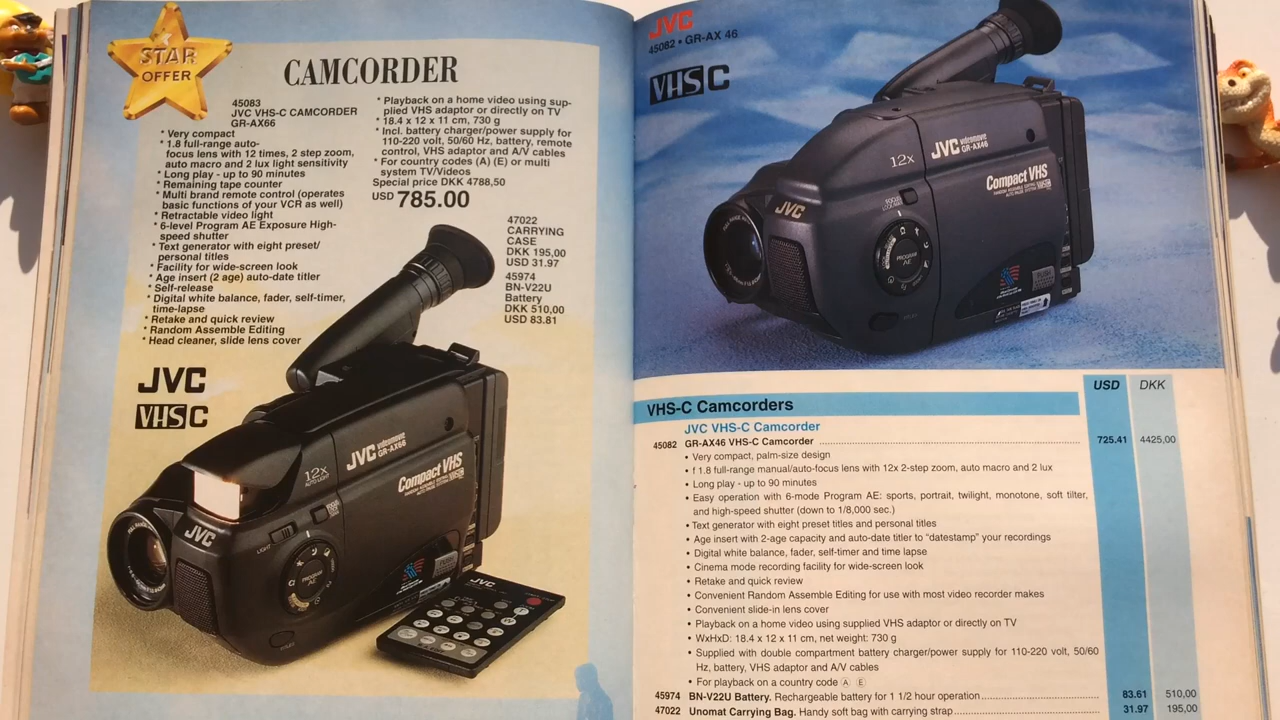 STAR
OFFER
CAMCORDER
45083
JVC VHS-C CAMCORDER
GR-AX66
* Very compact
* 1.8 full-range auto-
focus lens with 12 times, 2 step zoom,
auto macro and 2 lux light sensitivity
* Long play - up to 90 minutes
* Remaining tape counter
* Multi brand remote control (operates
basic functions of your VCR as well)
* Retractable video light
* 6-level Program AE Exposure High-
speed shutter
* Text generator with eight preset/
personal titles
* Facility for wide-screen look
* Age insert (2 age) auto-date titler
* Self-release
* Digital white balance, fader, self-timer,
time-lapse
* Retake and quick review
* Random Assemble Editing
* Head cleaner, slide lens cover
* Playback on a home video using sup-
plied VHS adaptor or directly on TV
* 18.4 x 12 x 11 cm, 730 g
* Incl. battery charger/power supply for
110-220 volt, 50/60 Hz, battery, remote
control, VHS adaptor and A/V cables
* For country codes (A) (E) or multi
system TV/Videos
Special price DKK 4788,50
USD 785.00
47022
CARRYING
CASE
DKK 195,00
USD 31.97
45974
BN-V22U
Battery
DKK 510,00
USD 83.81
JVC
VHS C
12x
AUTO LIGHT
JVC videomovie
GR-AX66
Compact VHS
JVC
LIGHT
PROGRAM
AE
JVC
JVC
45082 • GR-AX 46
VHS C
12x
JVC videomovie
GR-AX46
Compact VHS
JVC
PROGRAM
AE
USD DKK
VHS-C Camcorders
JVC VHS-C Camcorder
45082 GR-AX46 VHS-C Camcorder 725.41 4425,00
• Very compact, palm-size design
• f 1.8 full-range manual/auto-focus lens with 12x 2-step zoom, auto macro and 2 lux
• Long play - up to 90 minutes
• Easy operation with 6-mode Program AE: sports, portrait, twilight, monotone, soft tilter,
and high-speed shutter (down to 1/8,000 sec.)
• Text generator with eight preset titles and personal titles
• Age insert with 2-age capacity and auto-date titler to “datestamp” your recordings
• Digital white balance, fader, self-timer and time lapse
• Cinema mode recording facility for wide-screen look
• Retake and quick review
• Convenient Random Assemble Editing for use with most video recorder makes
• Convenient slide-in lens cover
• Playback on a home video using supplied VHS adaptor or directly on TV
• WxHxD: 18.4 x 12 x 11 cm, net weight: 730 g
• Supplied with double compartment battery charger/power supply for 110-220 volt, 50/60
Hz, battery, VHS adaptor and A/V cables
• For playback on a country code Ⓐ Ⓔ
45974 BN-V22U Battery. Rechargeable battery for 1 1/2 hour operation 83.61 510,00
47022 Unomat Carrying Bag. Handy soft bag with carrying strap 31.97 195,00